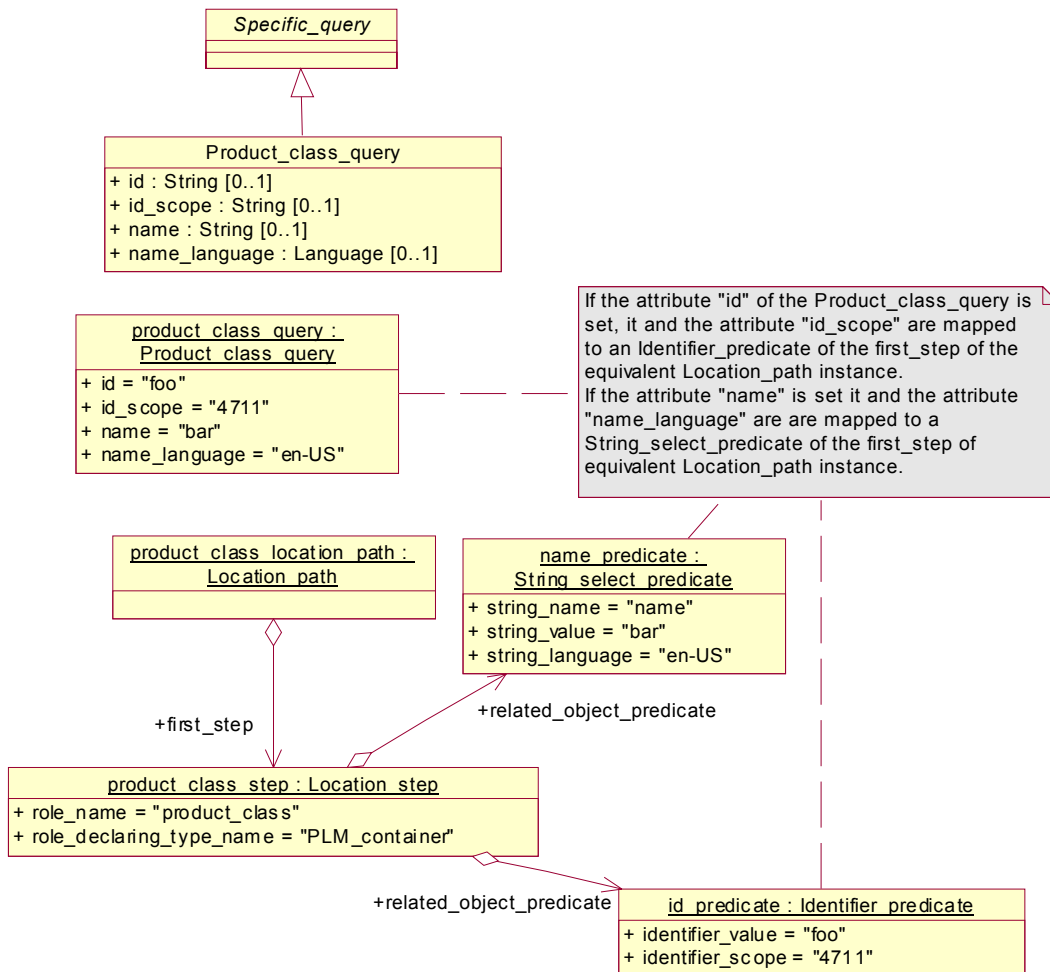 Specific_query
Product_class_query
+ id : String [0..1]
+ id_scope : String [0..1]
+ name : String [0..1]
+ name_language : Language [0..1]
product_class_query :
Product_class_query
+ id = "foo"
+ id_scope = "4711"
+ name = "bar"
+ name_language = "en-US"
If the attribute "id" of the Product_class_query is
set, it and the attribute "id_scope" are mapped
to an Identifier_predicate of the first_step of the
equivalent Location_path instance.
If the attribute "name" is set it and the attribute
"name_language" are are mapped to a
String_select_predicate of the first_step of
equivalent Location_path instance.
product_class_location_path :
Location_path
name_predicate :
String_select_predicate
+ string_name = "name"
+ string_value = "bar"
+ string_language = "en-US"
+first_step
+related_object_predicate
product_class_step : Location_step
+ role_name = "product_class"
+ role_declaring_type_name = "PLM_container"
+related_object_predicate
id_predicate : Identifier_predicate
+ identifier_value = "foo"
+ identifier_scope = "4711"